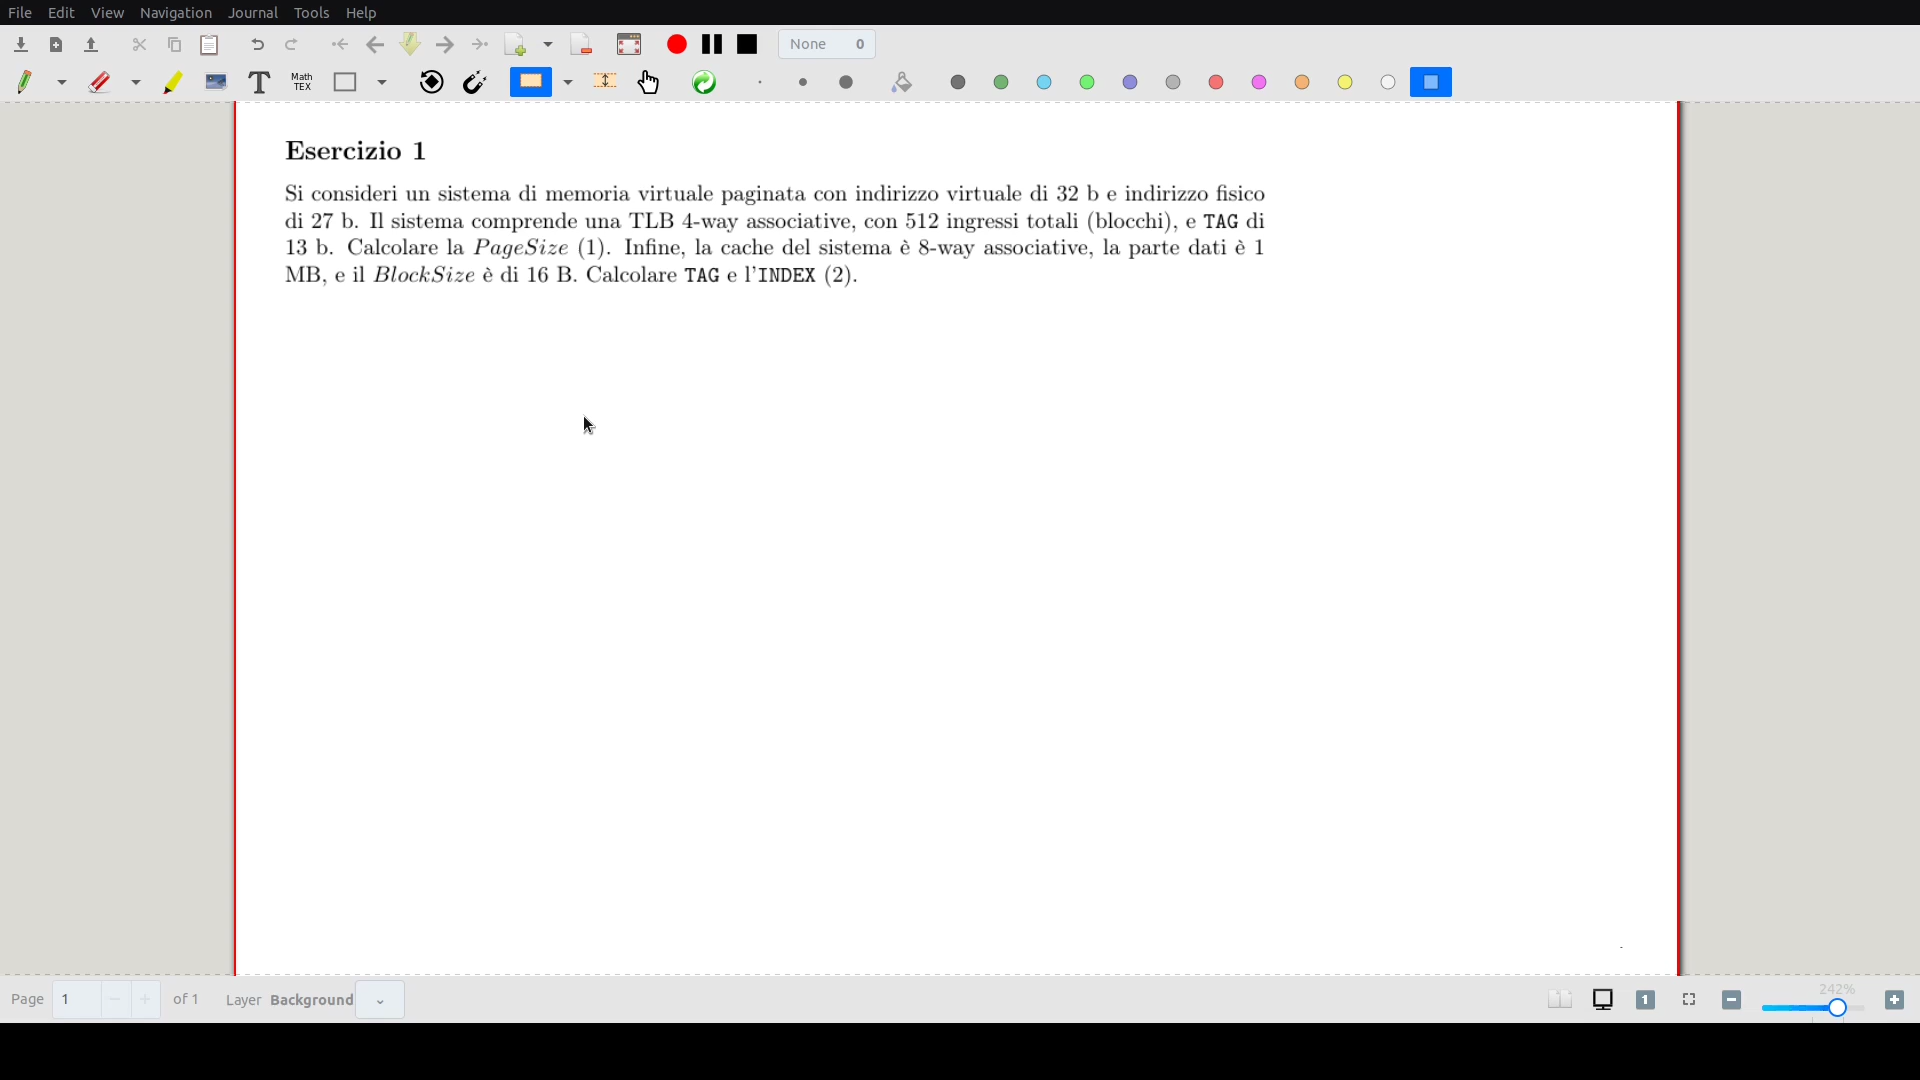 File Edit View Navigation Journal Tools Help
None 0
Math
TEX
Esercizio 1
Si consideri un sistema di memoria virtuale paginata con indirizzo virtuale di 32 b e indirizzo fisico
di 27 b. Il sistema comprende una TLB 4-way associative, con 512 ingressi totali (blocchi), e TAG di
13 b. Calcolare la PageSize (1). Infine, la cache del sistema è 8-way associative, la parte dati è 1
MB, e il BlockSize è di 16 B. Calcolare TAG e l'INDEX (2).
Page 1 of 1 Layer Background 1 242%